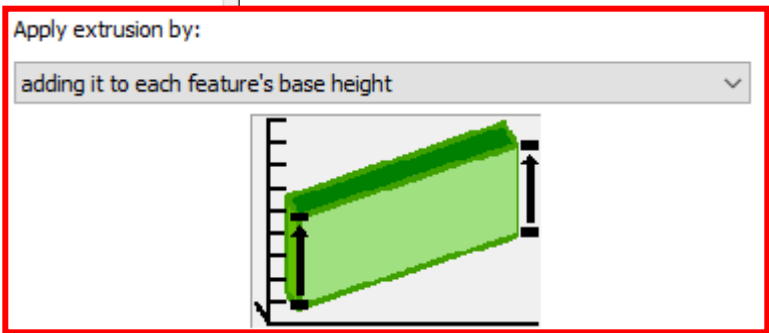 Apply extrusion by:
adding it to each feature's base height